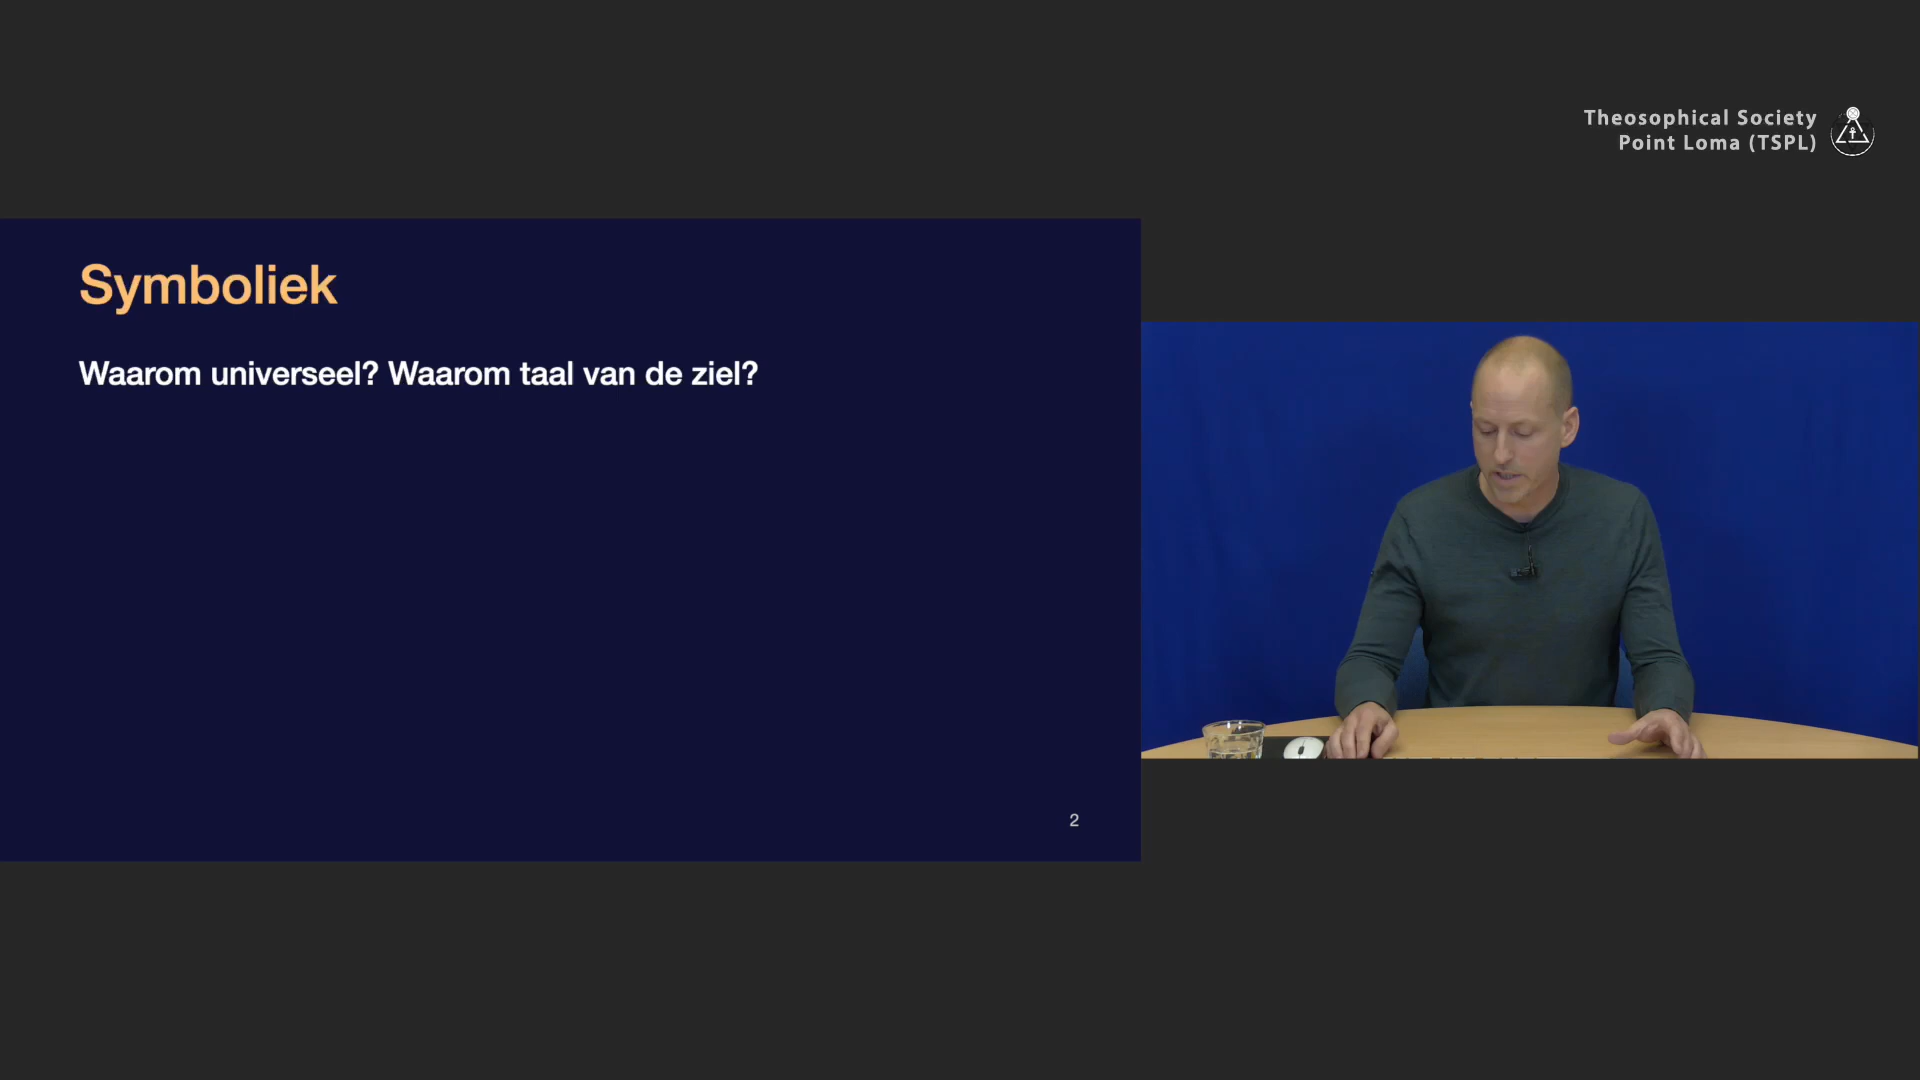 Theosophical Society
Point Loma (TSPL)
Symboliek
Waarom universeel? Waarom taal van de ziel?
2